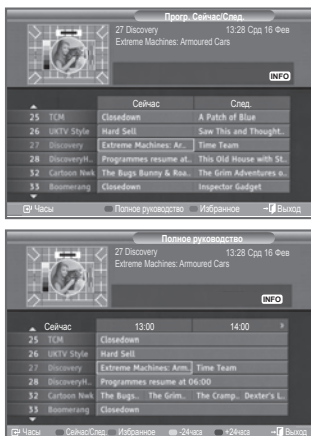 Прогр. Сейчас/След.
27 Discovery 13:28 Срд 16 Фев
Extreme Machines: Armoured Cars
INFO
Сейчас След.
25 TCM Closedown A Patch of Blue
26 UKTV Style Hard Sell Saw This and Thought..
27 Discovery Extreme Machines: Ar.. Time Team
28 DiscoveryH.. Programmes resume at.. This Old House with St..
32 Cartoon Nwk The Bugs Bunny & Roa.. The Grim Adventures o..
33 Boomerang Closedown Inspector Gadget
Часы Полное руководство Избранное Выход
Полное руководство
27 Discovery 13:28 Срд 16 Фев
Extreme Machines: Armoured Cars
INFO
Сейчас 13:00 14:00 >
25 TCM Closedown
26 UKTV Style Hard Sell
27 Discovery Extreme Machines: Arm.. Time Team
28 DiscoveryH.. Programmes resume at 06:00
32 Cartoon Nwk The Bugs.. The Grim.. The Cramp.. Dexter's L..
33 Boomerang Closedown
Часы Сейчас/След Избранное -24часа +24часа Выход